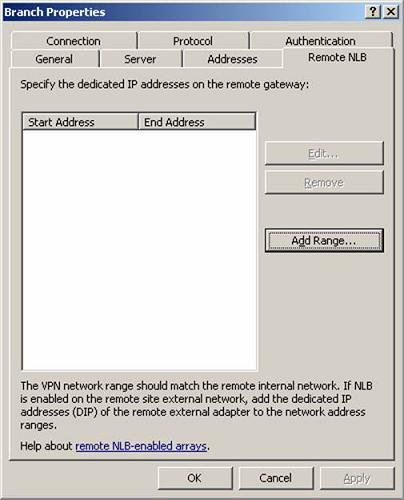 Branch Properties
Connection Protocol Authentication
General Server Addresses Remote NLB
Specify the dedicated IP addresses on the remote gateway:
Start Address End Address
Edit...
Remove
Add Range...
The VPN network range should match the remote internal network. If NLB
is enabled on the remote site external network, add the dedicated IP
addresses (DIP) of the remote external adapter to the network address
ranges.
Help about remote NLB-enabled arrays.
OK Cancel Apply